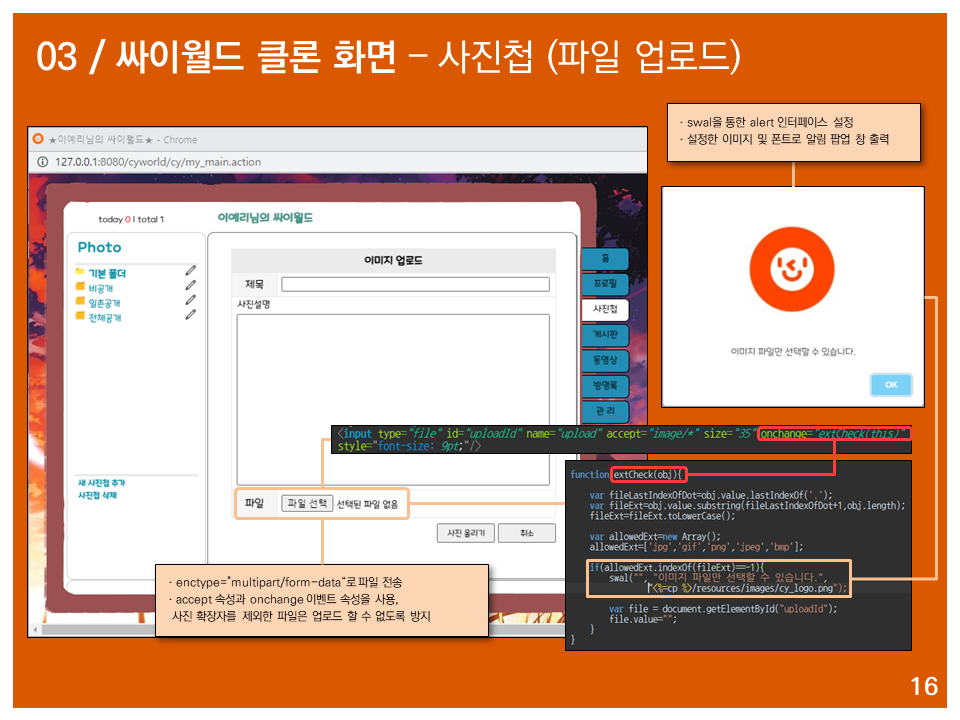 03 / 싸이월드 클론 화면 – 사진첩 (파일 업로드)
· swal을 통한 alert 인터페이스 설정
· 설정한 이미지 및 폰트로 알림 팝업 창 출력
★이예리님의 싸이월드★ - Chrome
127.0.0.1:8080/cyworld/cy/my_main.action
today 0 l total 1
이예리님의 싸이월드
Photo
기본 폴더
비공개
일촌공개
전체공개
새 사진첩 추가
사진첩 삭제
이미지 업로드
제목
사진설명
파일
파일 선택 선택된 파일 없음
사진 올리기
취소
홈
프로필
사진첩
게시판
동영상
방명록
관 리
이미지 파일만 선택할 수 있습니다.
OK
<input type="file" id="uploadId" name="upload" accept="image/*" size="35" onchange="extCheck(this)"
style="font-size: 9pt;"/>
function extCheck(obj){
var fileLastIndexOfDot=obj.value.lastIndexOf('.');
var fileExt=obj.value.substring(fileLastIndexOfDot+1,obj.length);
fileExt=fileExt.toLowerCase();
var allowedExt=new Array();
allowedExt=['jpg','gif','png','jpeg','bmp'];
if(allowedExt.indexOf(fileExt)==-1){
swal("", "이미지 파일만 선택할 수 있습니다.",
"<%=cp %>/resources/images/cy_logo.png");
var file = document.getElementById("uploadId");
file.value="";
}
}
· enctype="multipart/form-data"로 파일 전송
· accept 속성과 onchange 이벤트 속성을 사용,
사진 확장자를 제외한 파일은 업로드 할 수 없도록 방지
16